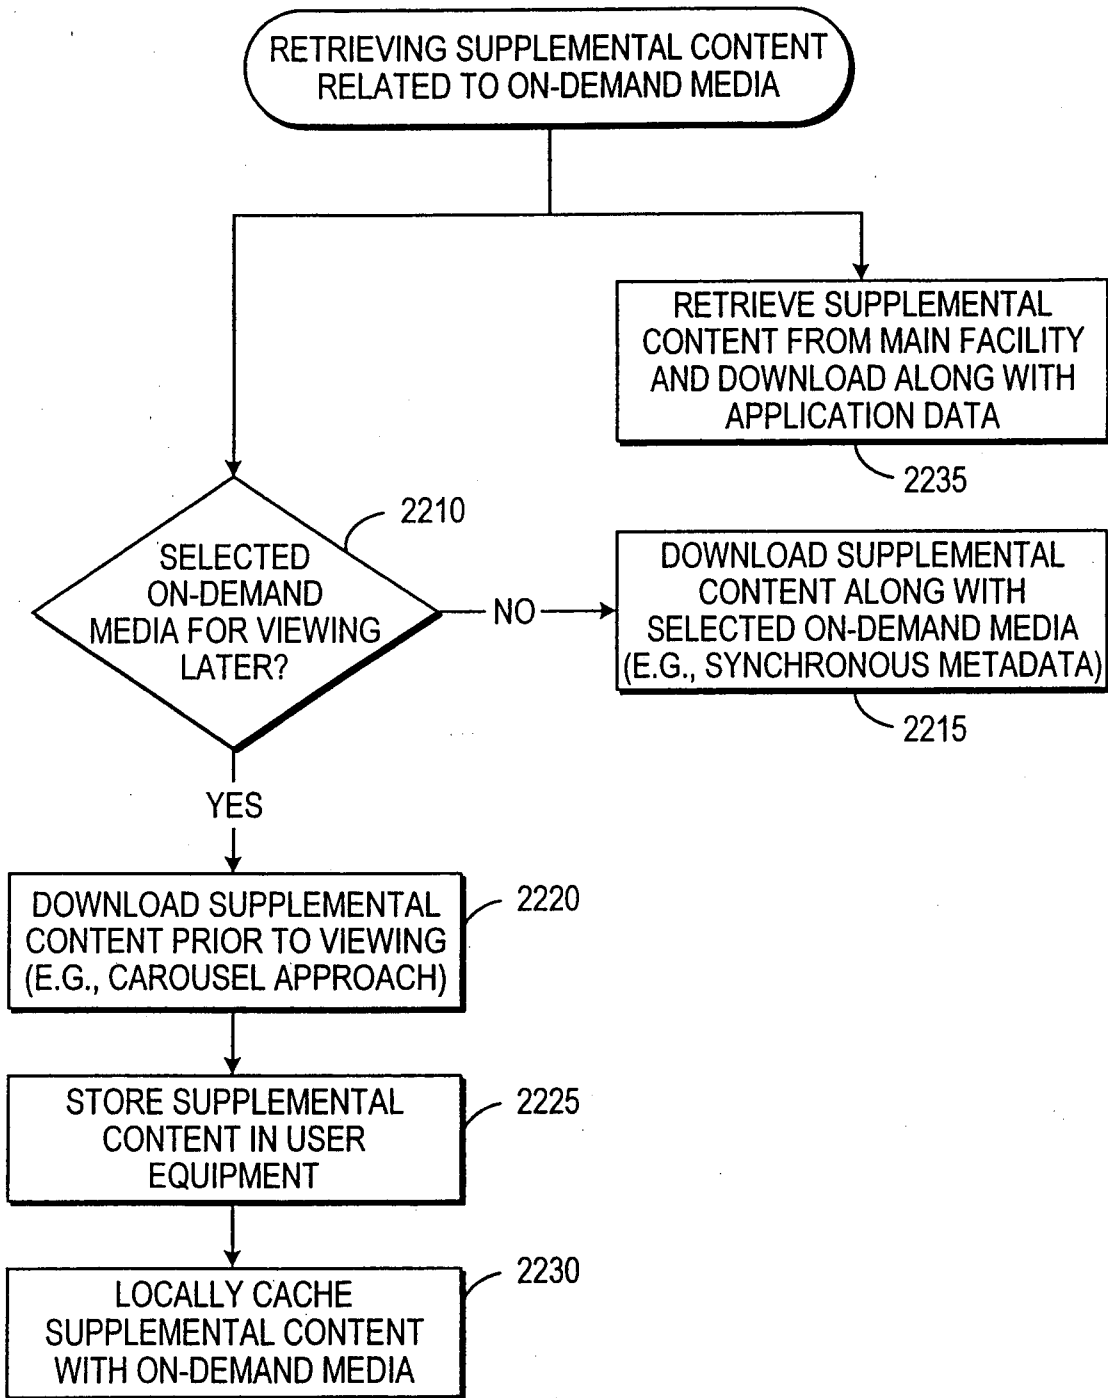 RETRIEVING SUPPLEMENTAL CONTENT
RELATED TO ON-DEMAND MEDIA
RETRIEVE SUPPLEMENTAL
CONTENT FROM MAIN FACILITY
AND DOWNLOAD ALONG WITH
APPLICATION DATA
2235
2210
SELECTED
ON-DEMAND
MEDIA FOR VIEWING
LATER?
NO
DOWNLOAD SUPPLEMENTAL
CONTENT ALONG WITH
SELECTED ON-DEMAND MEDIA
(E.G., SYNCHRONOUS METADATA)
2215
YES
DOWNLOAD SUPPLEMENTAL
CONTENT PRIOR TO VIEWING
(E.G., CAROUSEL APPROACH)
2220
STORE SUPPLEMENTAL
CONTENT IN USER
EQUIPMENT
2225
LOCALLY CACHE
SUPPLEMENTAL CONTENT
WITH ON-DEMAND MEDIA
2230